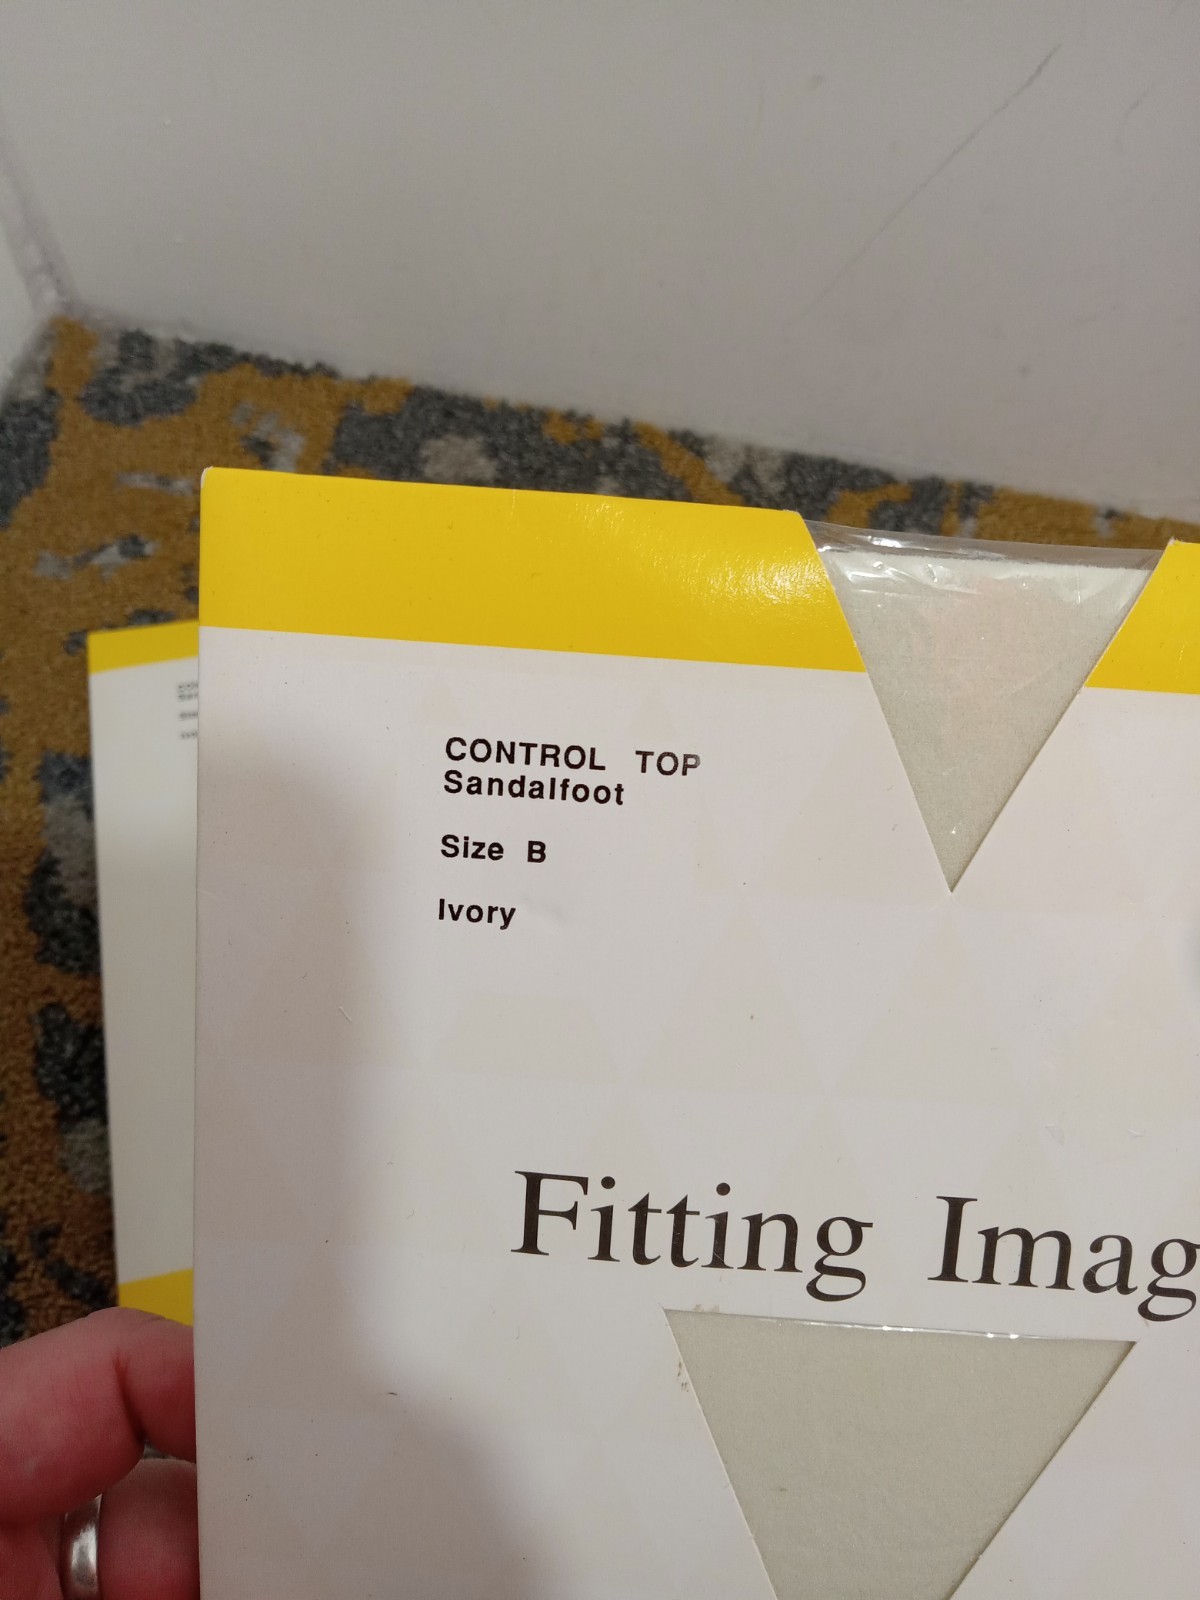 CONTROL TOP
Sandalfoot
Size B
Ivory
Fitting Imag